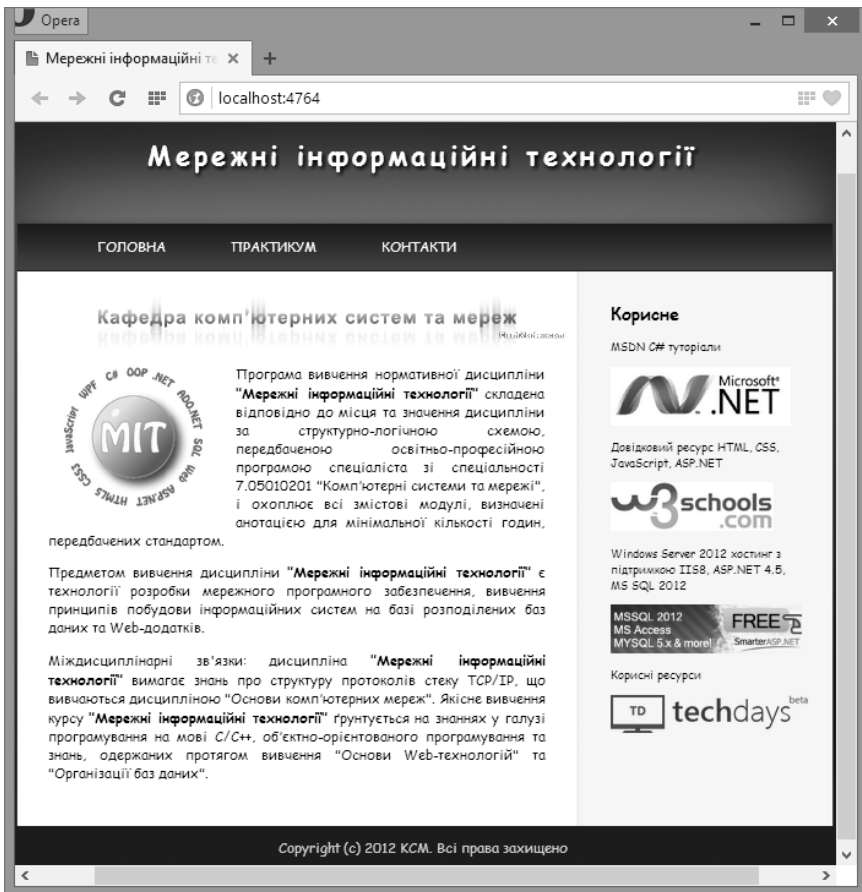 Opera
Мережні інформаційні те
localhost:4764
Мережні інформаційні технології
ГОЛОВНА ПРАКТИКУМ КОНТАКТИ
Кафедра комп'ютерних систем та мереж
C# OOP .NET ADO.NET SQL Web ASP.NET HTML5 CSS3 JavaScript WPF
МІТ
Програма вивчення нормативної дисципліни
"Мережні інформаційні технології" складена
відповідно до місця та значення дисципліни
за структурно-логічною схемою,
передбаченою освітньо-професійною
програмою спеціаліста зі спеціальності
7.05010201 "Комп'ютерні системи та мережі",
і охоплює всі змістові модулі, визначені
анотацією для мінімальної кількості годин,
передбачених стандартом.
Предметом вивчення дисципліни "Мережні інформаційні технології" є
технології розробки мережного програмного забезпечення, вивчення
принципів побудови інформаційних систем на базі розподілених баз
даних та Web-додатків.
Міждисциплінарні зв'язки: дисципліна "Мережні інформаційні
технології" вимагає знань про структуру протоколів стеку TCP/IP, що
вивчаються дисципліною "Основи комп'ютерних мереж". Якісне вивчення
курсу "Мережні інформаційні технології" ґрунтується на знаннях у галузі
програмування на мові C/C++, об'єктно-орієнтованого програмування та
знань, одержаних протягом вивчення "Основи Web-технологій" та
"Організації баз даних".
Корисне
MSDN C# туторіали
Microsoft®
.NET
Довідковий ресурс HTML, CSS,
JavaScript, ASP.NET
w3schools
.com
Windows Server 2012 хостинг з
підтримкою IIS8, ASP.NET 4.5,
MS SQL 2012
MSSQL 2012
MS Access
MYSQL 5.x & more!
FREE
SmarterASP.NET
Корисні ресурси
TD techdays beta
Copyright (c) 2012 КСМ. Всі права захищено